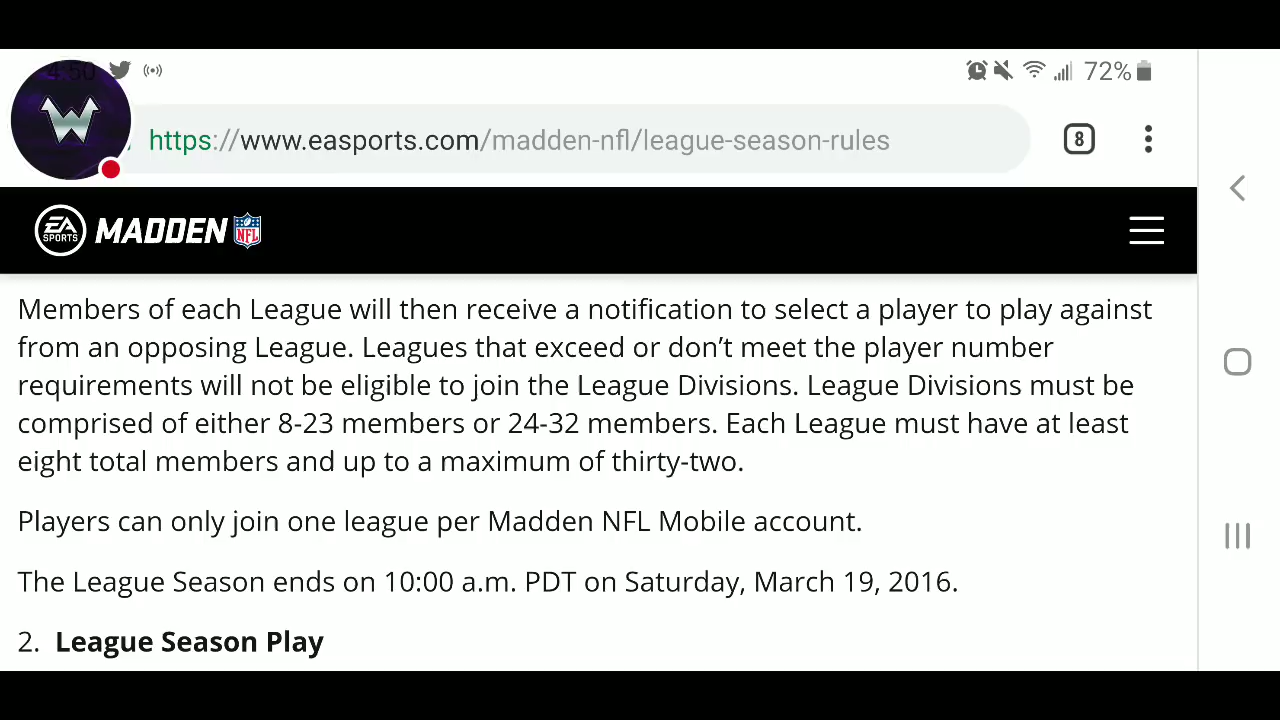 4:50 72%
W
https://www.easports.com/madden-nfl/league-season-rules 8
EA SPORTS MADDEN NFL
Members of each League will then receive a notification to select a player to play against
from an opposing League. Leagues that exceed or don’t meet the player number
requirements will not be eligible to join the League Divisions. League Divisions must be
comprised of either 8-23 members or 24-32 members. Each League must have at least
eight total members and up to a maximum of thirty-two.
Players can only join one league per Madden NFL Mobile account.
The League Season ends on 10:00 a.m. PDT on Saturday, March 19, 2016.
2. League Season Play